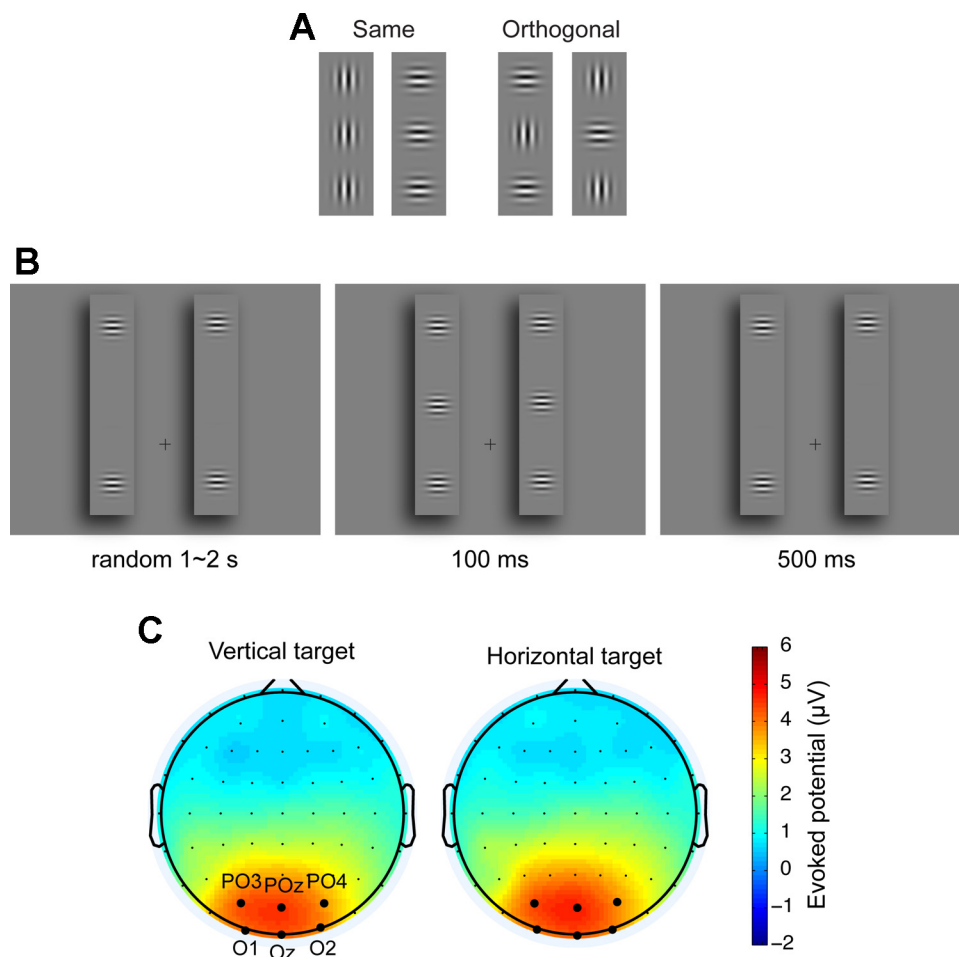 A
Same Orthogonal
B
random 1~2 s 100 ms 500 ms
C
Vertical target Horizontal target
PO3 POz PO4
O1 Oz O2
6
5
4
3
2
1
0
−1
−2
Evoked potential (μV)